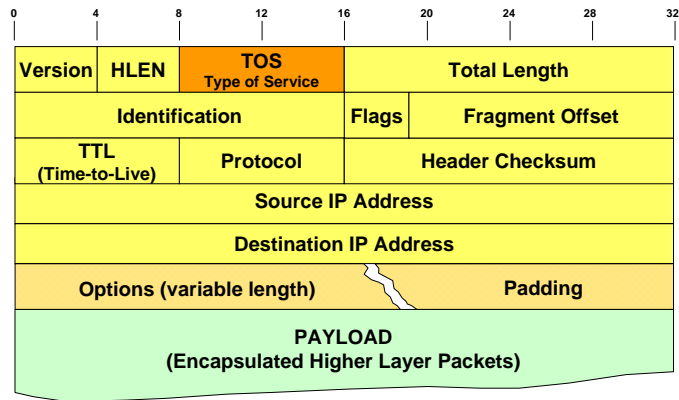 0 4 8 12 16 20 24 28 32
Version HLEN TOS Total Length
Type of Service
Identification Flags Fragment Offset
TTL Protocol Header Checksum
(Time-to-Live)
Source IP Address
Destination IP Address
Options (variable length) Padding
PAYLOAD
(Encapsulated Higher Layer Packets)